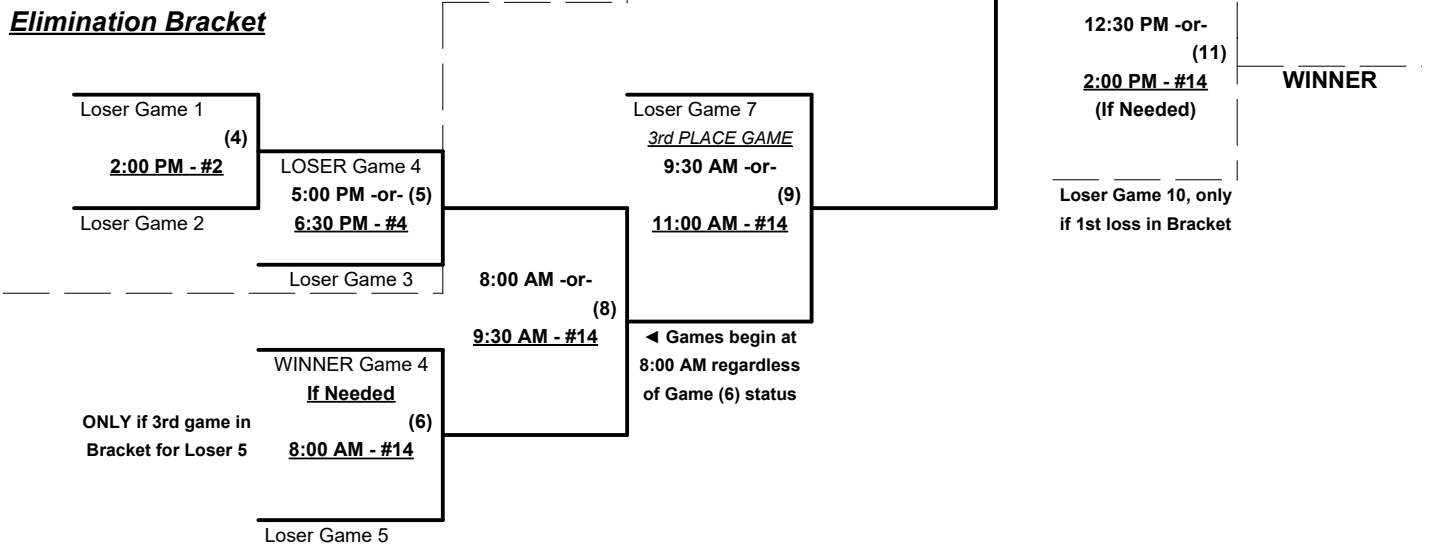 Elimination Bracket
Loser Game 1
(4)
2:00 PM - #2
Loser Game 2
LOSER Game 4
5:00 PM -or- (5)
6:30 PM - #4
Loser Game 3
WINNER Game 4
If Needed
(6)
8:00 AM - #14
ONLY if 3rd game in
Bracket for Loser 5
Loser Game 5
8:00 AM -or-
(8)
9:30 AM - #14
Loser Game 7
3rd PLACE GAME
9:30 AM -or-
(9)
11:00 AM - #14
◄ Games begin at
8:00 AM regardless
of Game (6) status
12:30 PM -or-
(11)
2:00 PM - #14
(If Needed)
Loser Game 10, only
if 1st loss in Bracket
WINNER